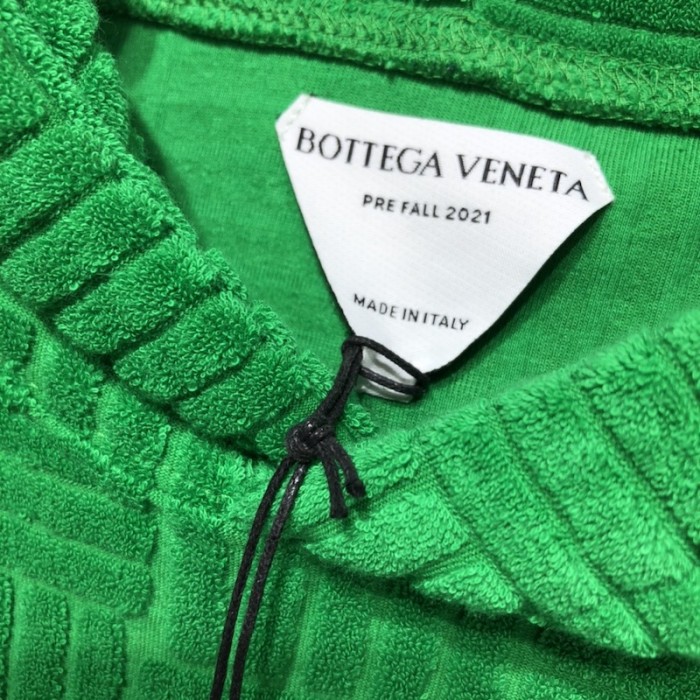 BOTTEGA VENETA
PRE FALL 2021
MADE IN ITALY